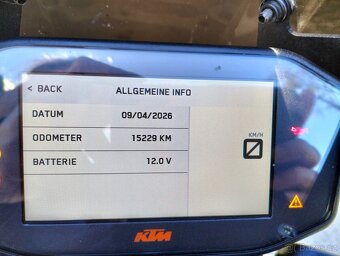 < BACK ALLGEMEINE INFO
DATUM 09/04/2026
ODOMETER 15229 KM
KM/H
0
BATTERIE 12.0 V
KTM